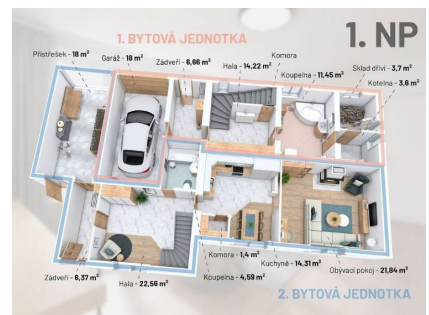 1. NP
1. BYTOVÁ JEDNOTKA
Přístřešek - 18 m²
Garáž - 18 m²
Zádveří - 6,66 m²
Hala - 14,22 m²
Komora
Koupelna - 11,45 m²
Sklad dříví - 3,7 m²
Kotelna - 3,6 m²
Zádveří - 6,37 m²
Hala - 22,56 m²
Koupelna - 4,59 m²
Komora - 1,4 m²
Kuchyně - 14,31 m²
Obývací pokoj - 21,84 m²
2. BYTOVÁ JEDNOTKA